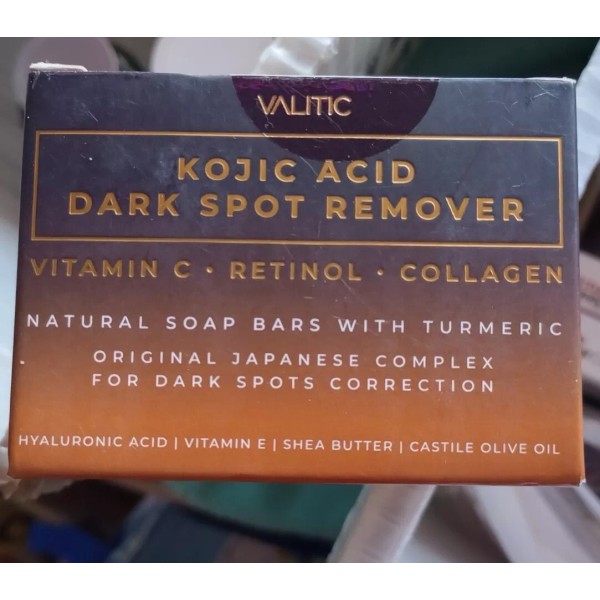 VALITIC
KOJIC ACID
DARK SPOT REMOVER
VITAMIN C · RETINOL · COLLAGEN
NATURAL SOAP BARS WITH TURMERIC
ORIGINAL JAPANESE COMPLEX
FOR DARK SPOTS CORRECTION
HYALURONIC ACID | VITAMIN E | SHEA BUTTER | CASTILE OLIVE OIL